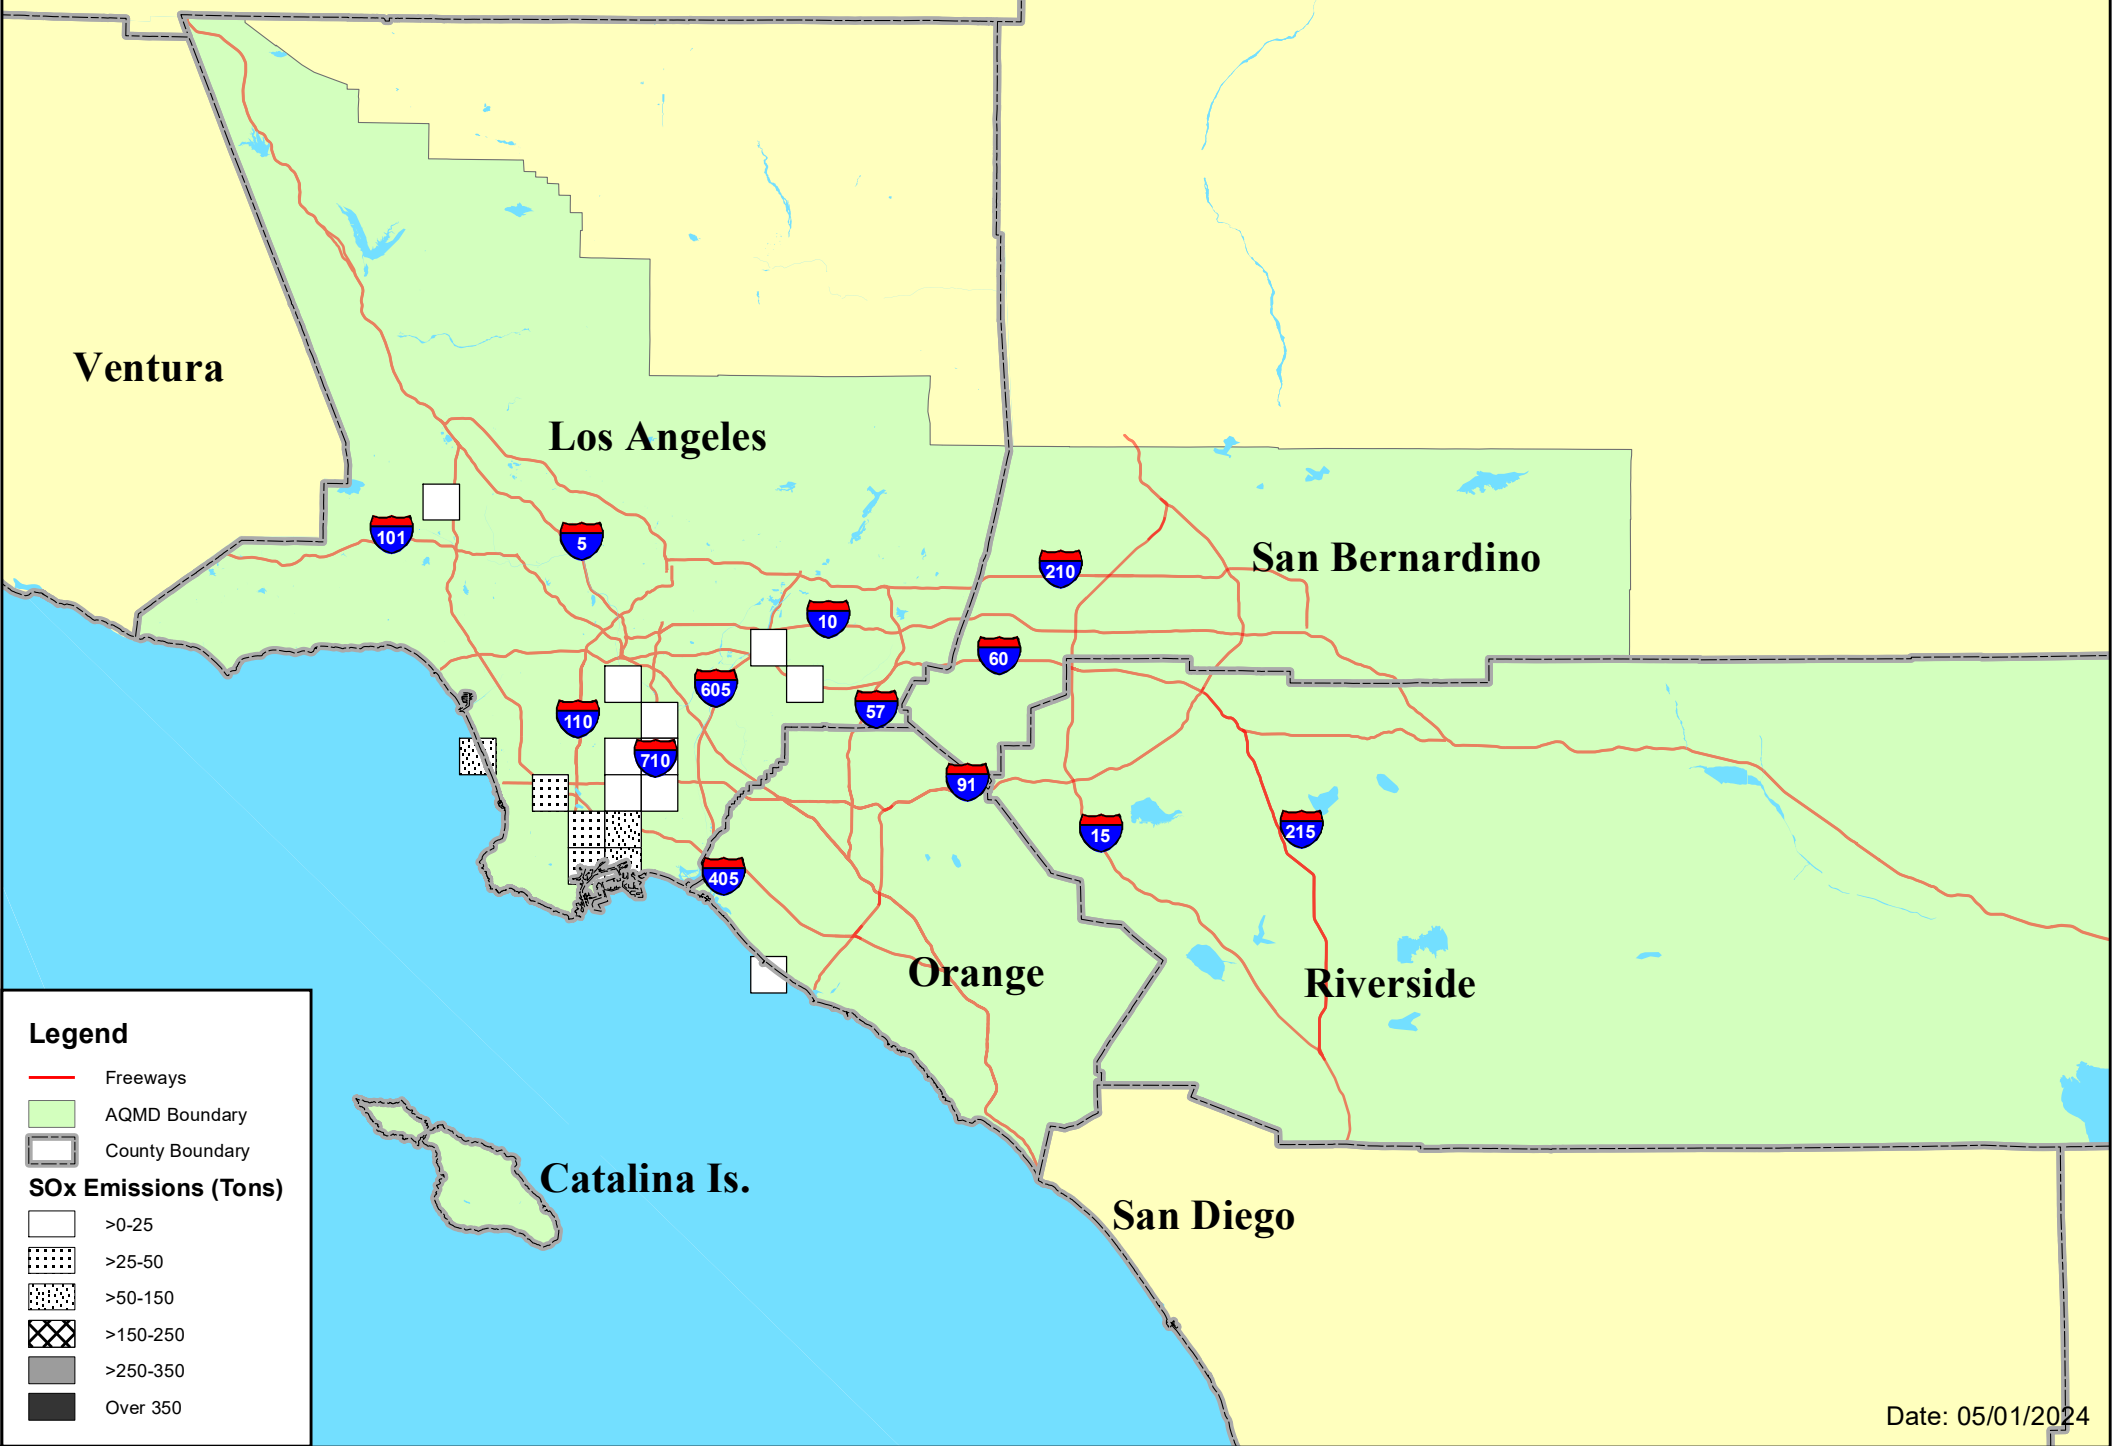 Ventura
Los Angeles
101
5
210
San Bernardino
10
60
605
57
110
710
91
15
215
405
Orange
Riverside
Legend
Freeways
AQMD Boundary
County Boundary
SOx Emissions (Tons)
>0-25
>25-50
>50-150
>150-250
>250-350
Over 350
Catalina Is.
San Diego
Date: 05/01/2024